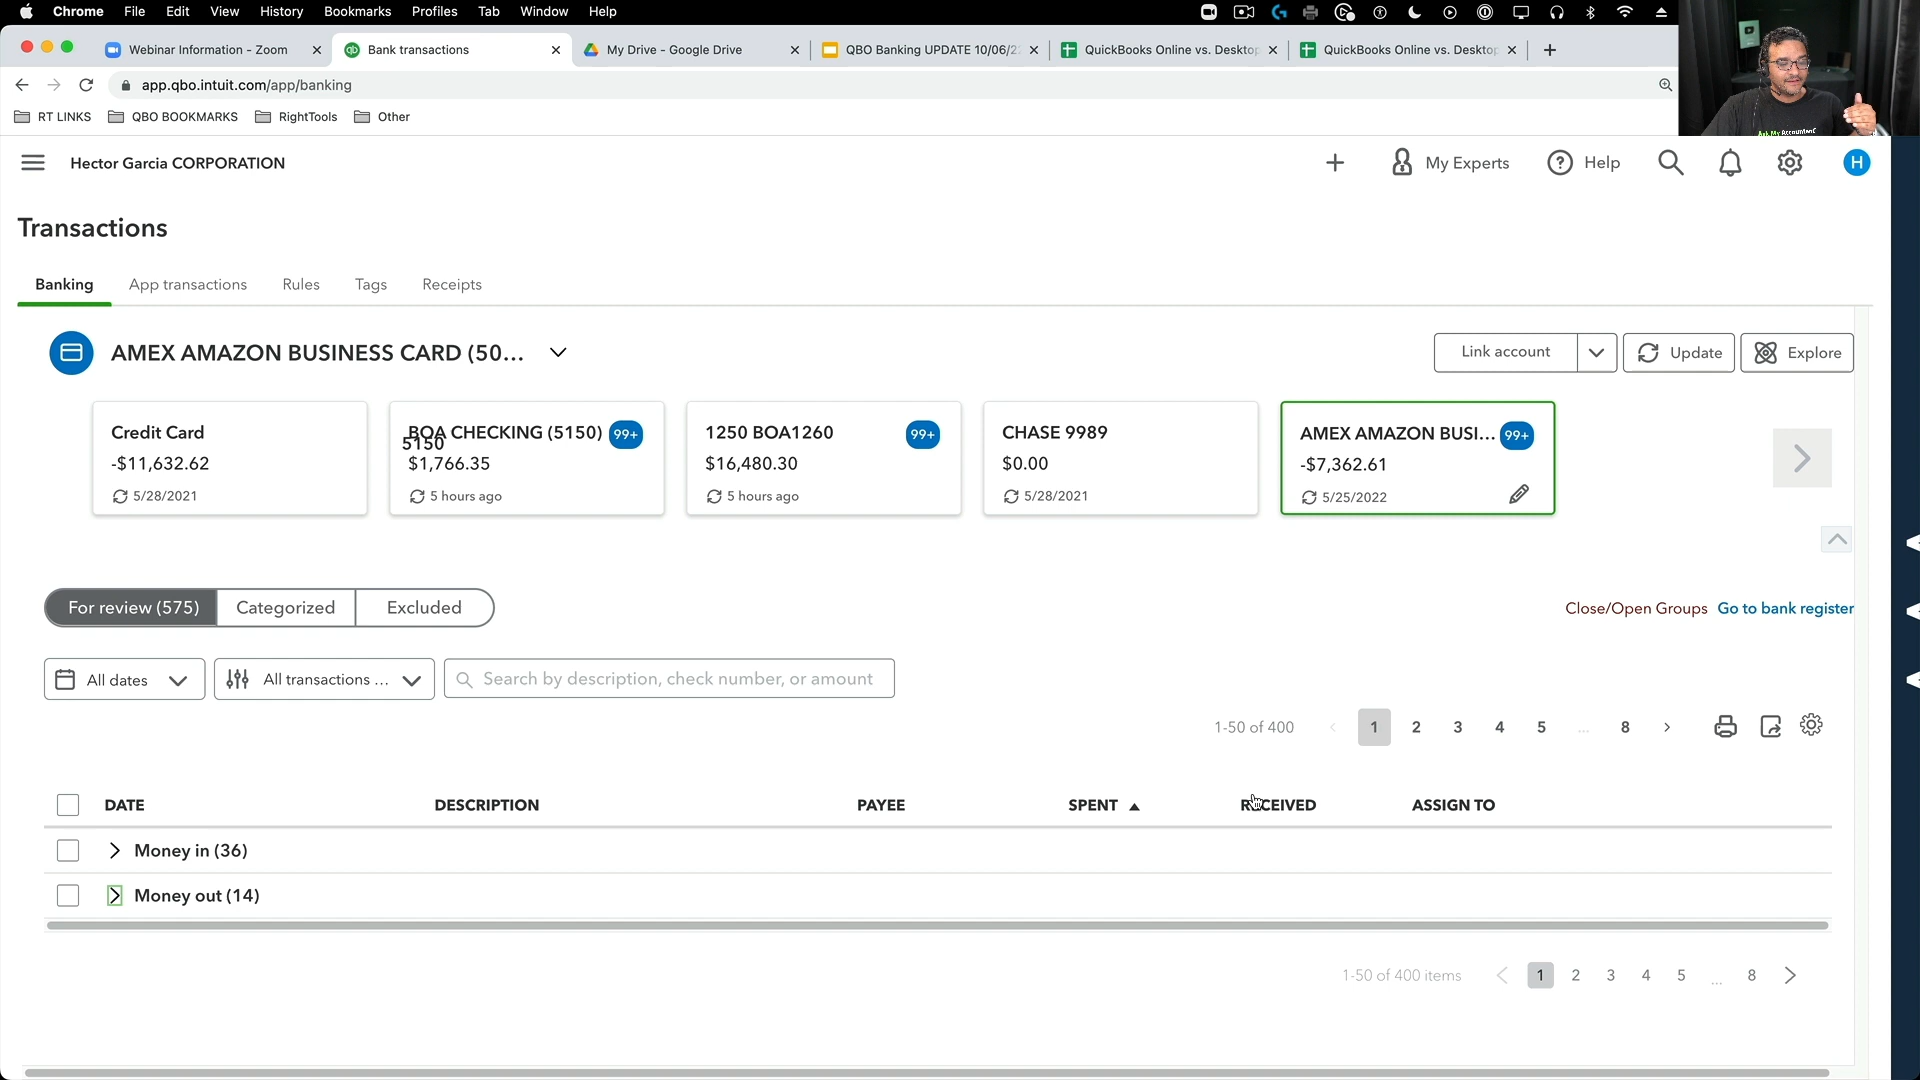 Chrome File Edit View History Bookmarks Profiles Tab Window Help
Webinar Information - Zoom
Bank transactions
My Drive - Google Drive
QBO Banking UPDATE 10/06/2
QuickBooks Online vs. Desktop
QuickBooks Online vs. Desktop
app.qbo.intuit.com/app/banking
RT LINKS QBO BOOKMARKS RightTools Other
Ask My Accountant
Hector Garcia CORPORATION
My Experts Help H
Transactions
Banking App transactions Rules Tags Receipts
AMEX AMAZON BUSINESS CARD (50...
Link account Update Explore
Credit Card
-$11,632.62
5/28/2021
BOA CHECKING (5150) 99+
5150
$1,766.35
5 hours ago
1250 BOA1260 99+
$16,480.30
5 hours ago
CHASE 9989
$0.00
5/28/2021
AMEX AMAZON BUSI... 99+
-$7,362.61
5/25/2022
For review (575) Categorized Excluded
Close/Open Groups Go to bank register
All dates All transactions ... Search by description, check number, or amount
1-50 of 400 1 2 3 4 5 ... 8
DATE DESCRIPTION PAYEE SPENT RECEIVED ASSIGN TO
Money in (36)
Money out (14)
1-50 of 400 items 1 2 3 4 5 ... 8